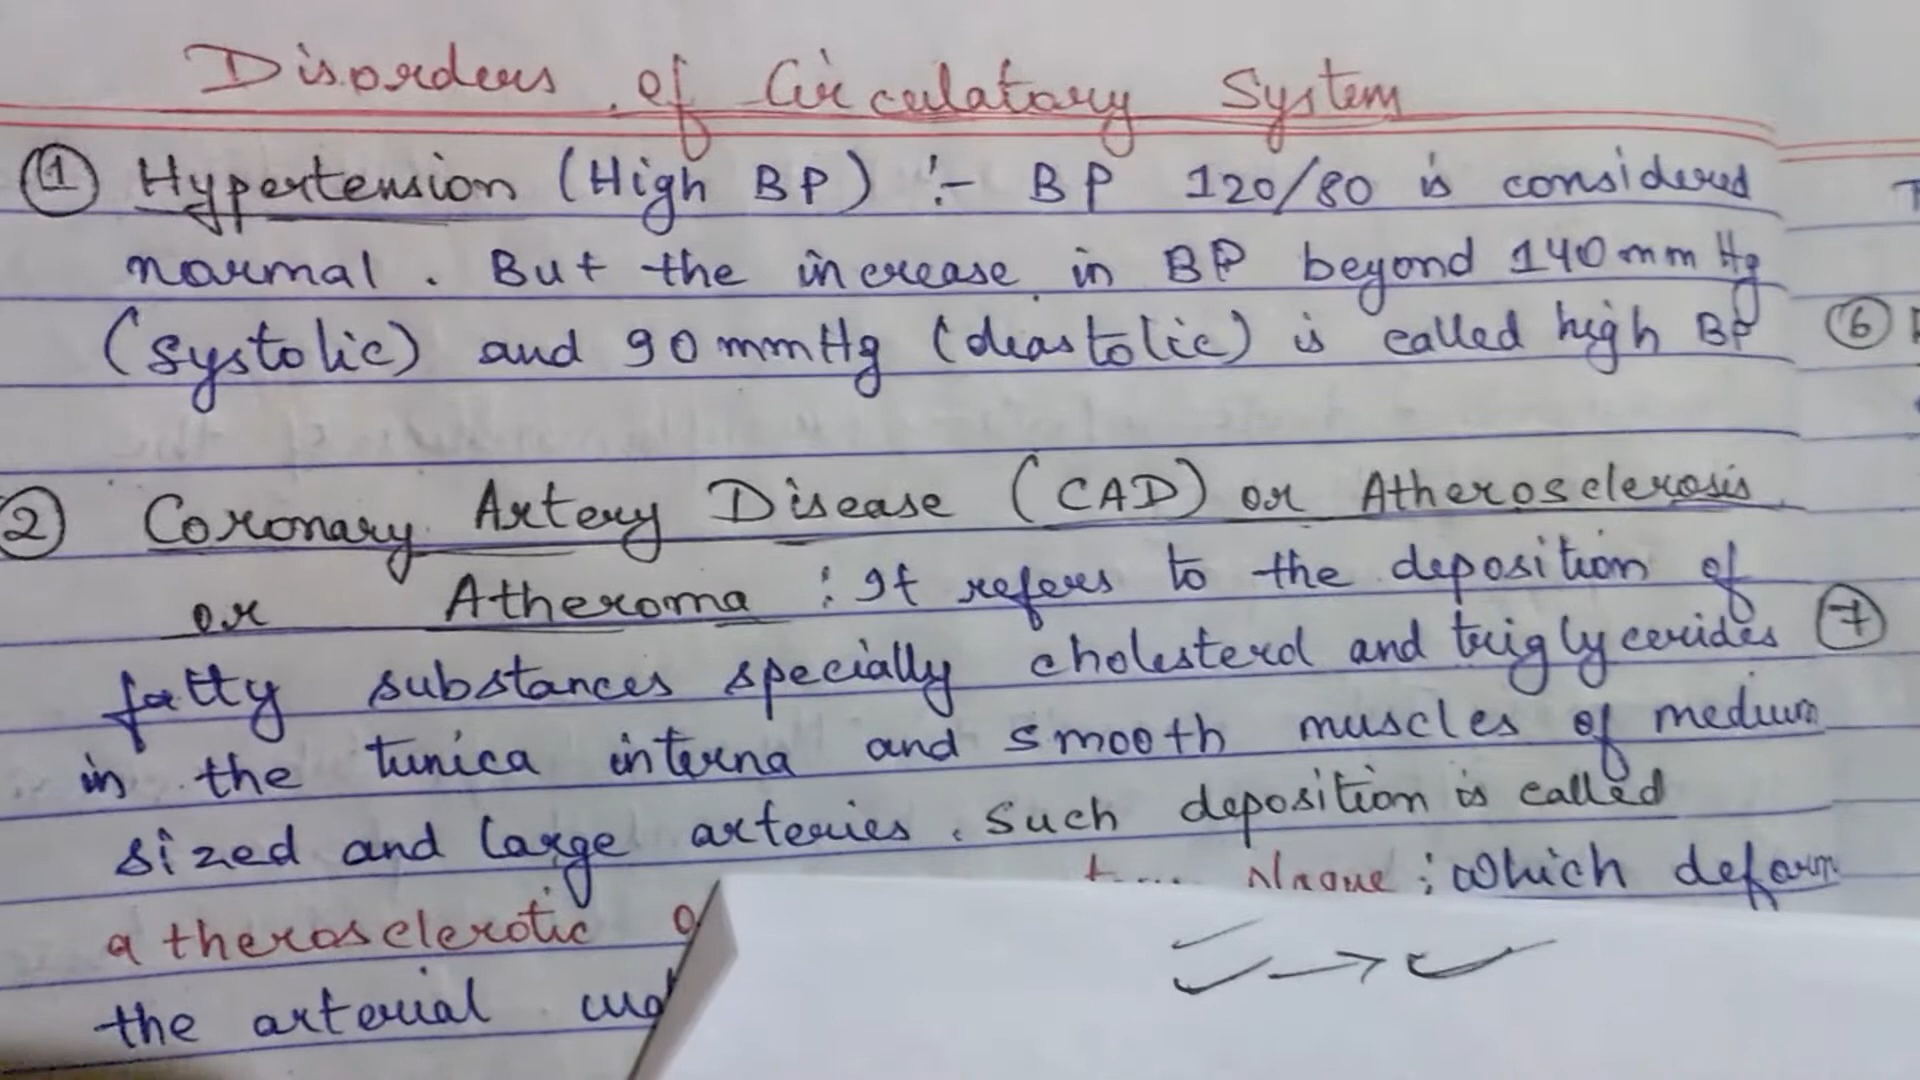 Disorders of Circulatory System
① Hypertension (High BP) :- BP 120/80 is considered
normal. But the increase in BP beyond 140 mm Hg
(systolic) and 90 mmHg (diastolic) is called high BP
⑥
② Coronary Artery Disease (CAD) or Atherosclerosis
or Atheroma : It refers to the deposition of
fatty substances specially cholesterol and triglycerides
⑦
in the tunica interna and smooth muscles of medium
sized and large arteries. Such deposition is called
atherosclerotic
; which deform
the arterial